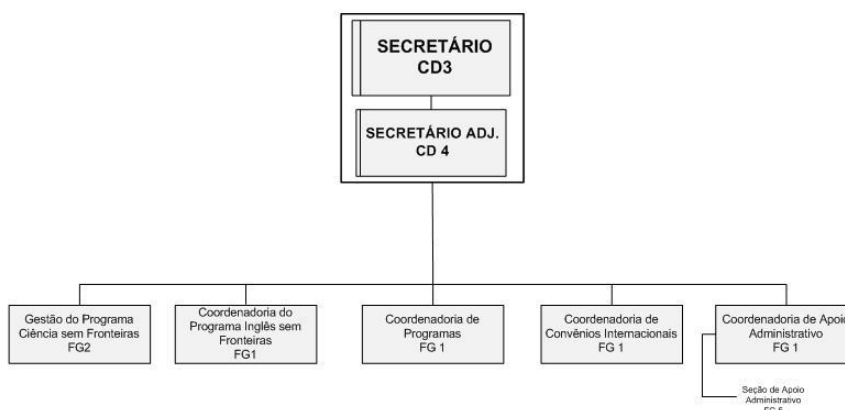 SECRETÁRIO
CD3
SECRETÁRIO ADJ.
CD 4
Gestão do Programa
Ciência sem Fronteiras
FG2
Coordenadoria do
Programa Inglês sem
Fronteiras
FG1
Coordenadoria de
Programas
FG 1
Coordenadoria de
Convênios Internacionais
FG 1
Coordenadoria de Apoio
Administrativo
FG 1
Seção de Apoio
Administrativo